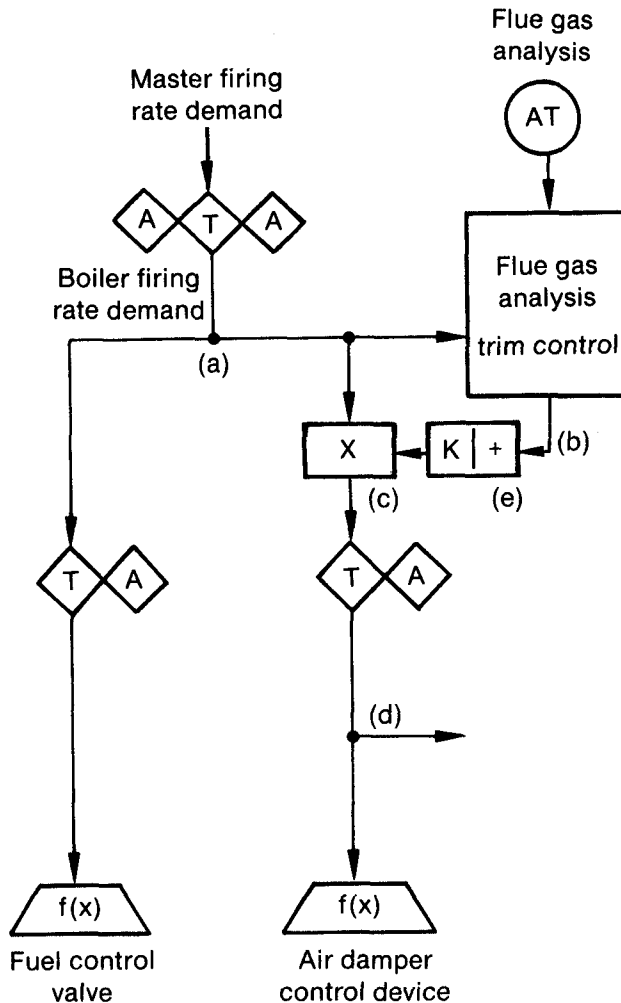 Flue gas
analysis
AT
Master firing
rate demand
A T A
Boiler firing
rate demand
(a)
Flue gas
analysis
trim control
(b)
X
K | +
(c)
(e)
T A
T A
(d)
f(x)
f(x)
Fuel control
valve
Air damper
control device